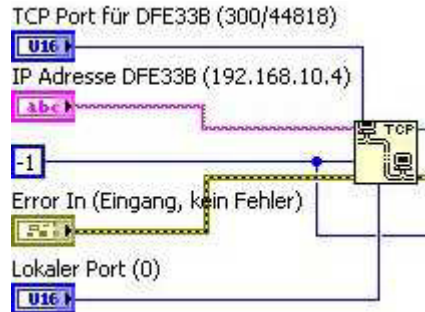 TCP Port für DFE33B (300/44818)
U16
IP Adresse DFE33B (192.168.10.4)
abc
TCP
-1
Error In (Eingang, kein Fehler)
Lokaler Port (0)
U16